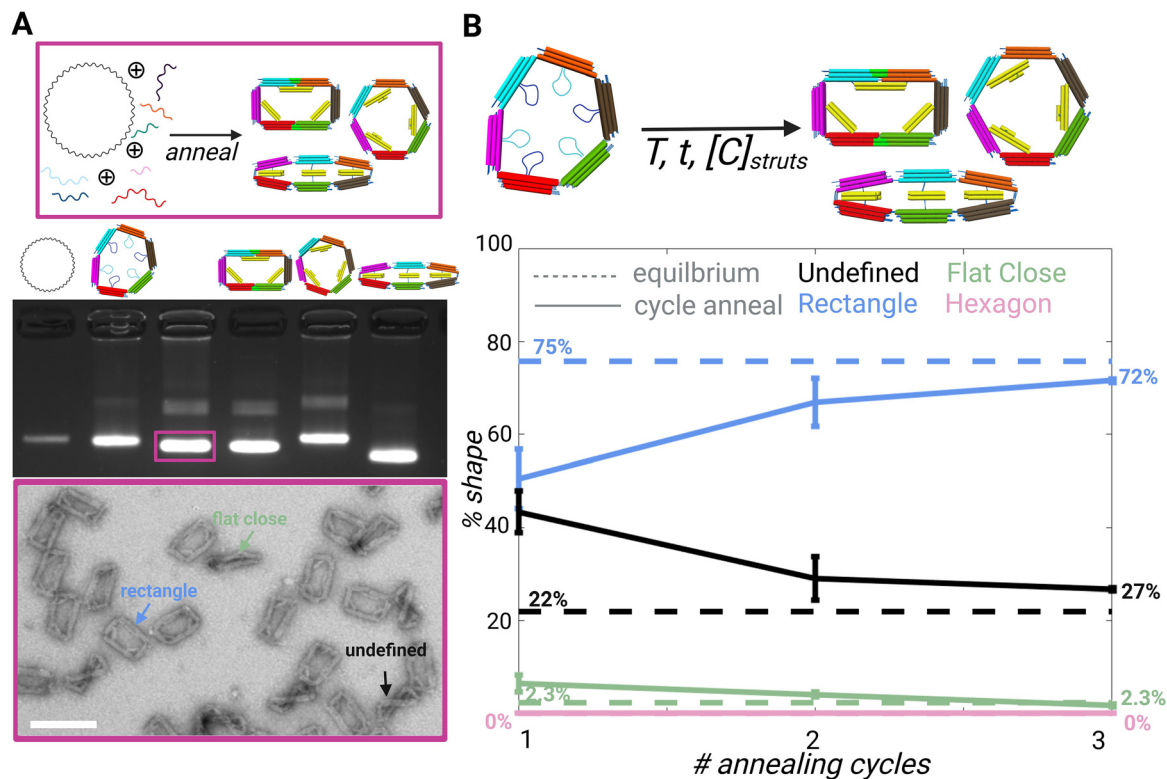 A
⊕
⊕
⊕
anneal
flat close
rectangle
undefined
B
T, t, [C]struts
100
80
60
40
20
% shape
equilbrium
cycle anneal
Undefined
Flat Close
Rectangle
Hexagon
75%
72%
22%
27%
2.3%
2.3%
0%
0%
1
2
3
# annealing cycles